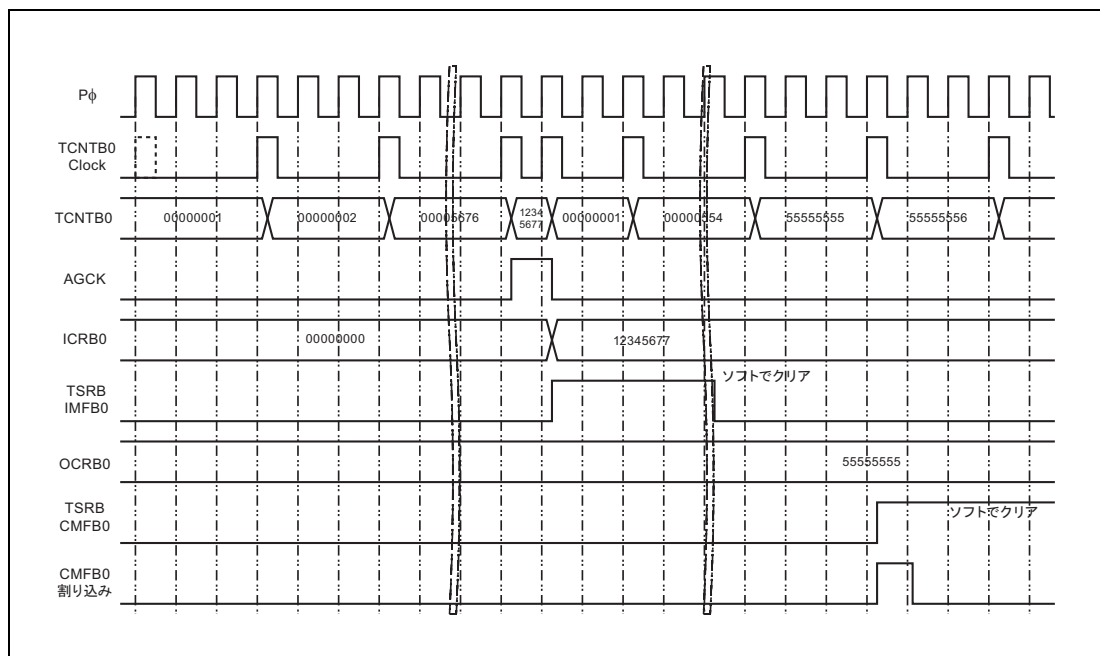 Pϕ
TCNTB0
Clock
TCNTB0
00000001
00000002
00005676
1234
5677
00000001
00000554
55555555
55555556
AGCK
ICRB0
00000000
12345677
TSRB
IMFB0
ソフトでクリア
OCRB0
55555555
TSRB
CMFB0
ソフトでクリア
CMFB0
割り込み